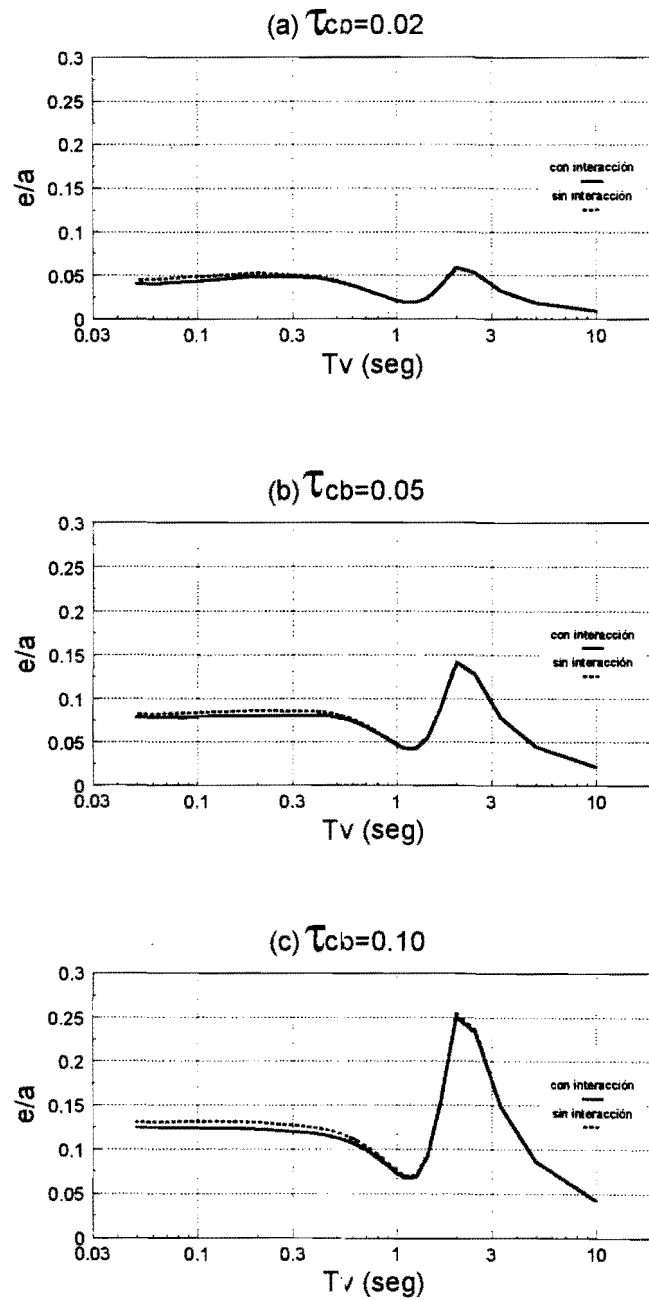 (a) τcb=0.02
0.3
0.25
0.2
0.15
0.1
0.05
0
e/a
con interacción
sin interacción
0.03
0.1
0.3
1
3
10
Tv (seg)
(b) τcb=0.05
0.3
0.25
0.2
0.15
0.1
0.05
0
e/a
con interacción
sin interacción
0.03
0.1
0.3
1
3
10
Tv (seg)
(c) τcb=0.10
0.3
0.25
0.2
0.15
0.1
0.05
0
e/a
con interacción
sin interacción
0.03
0.1
0.3
1
3
10
Tv (seg)